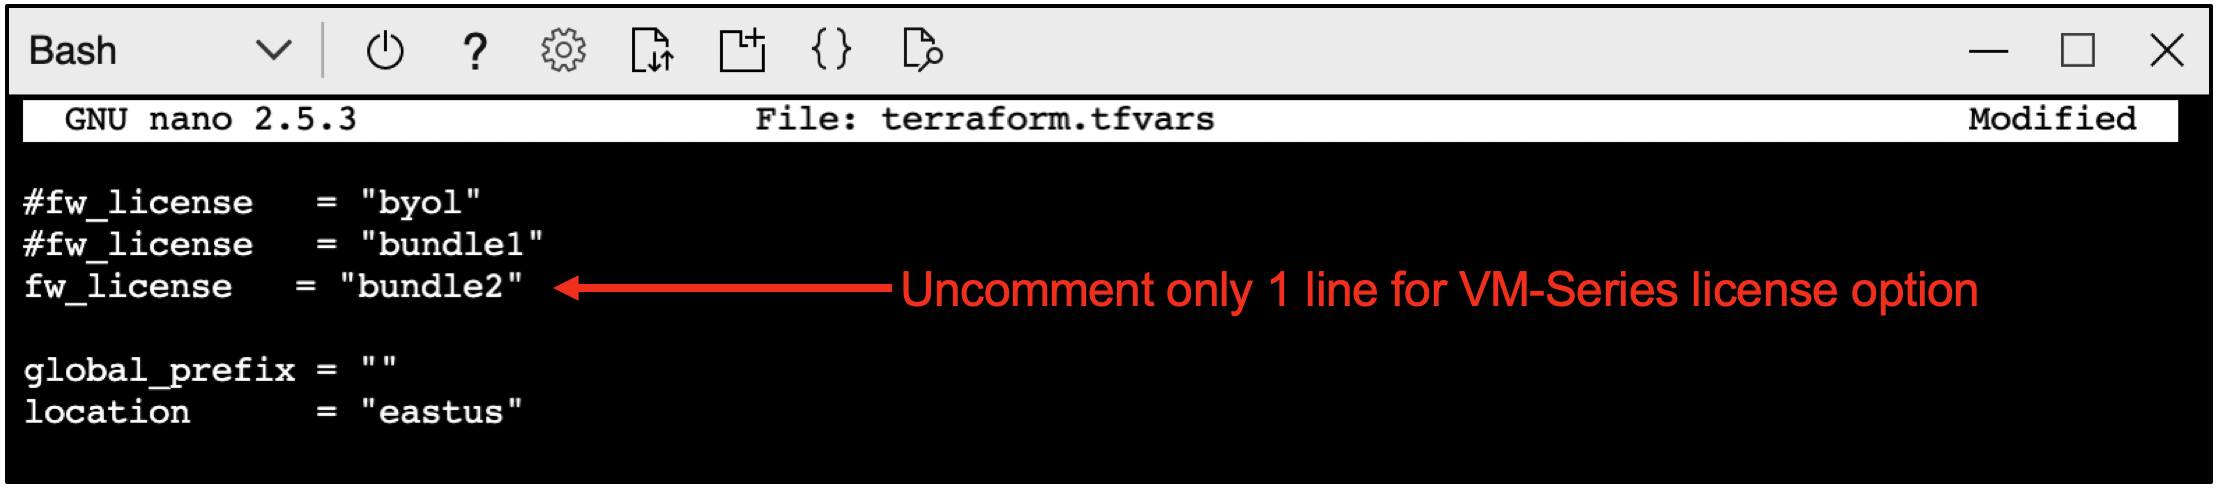 Bash
GNU nano 2.5.3 File: terraform.tfvars Modified
#fw_license   = "byol"
#fw_license   = "bundle1"
fw_license   = "bundle2" Uncomment only 1 line for VM-Series license option
global_prefix = ""
location      = "eastus"